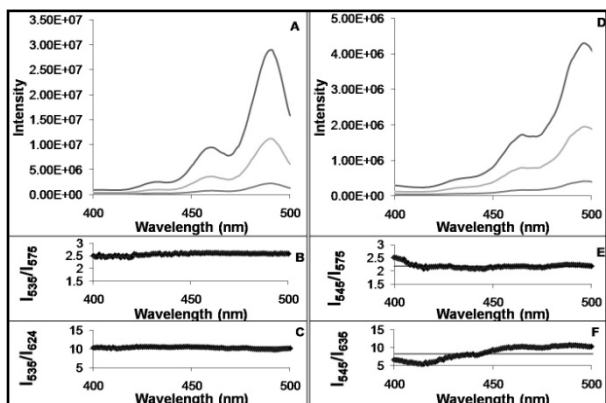 A
3.50E+07
3.00E+07
2.50E+07
2.00E+07
1.50E+07
1.00E+07
5.00E+06
0.00E+00
Intensity
400 450 500
Wavelength (nm)
B
3
2.5
2
1.5
1
I535/I575
400 450 500
Wavelength (nm)
C
15
10
5
I535/I624
400 450 500
Wavelength (nm)
D
5.00E+06
4.00E+06
3.00E+06
2.00E+06
1.00E+06
0.00E+00
Intensity
400 450 500
Wavelength (nm)
E
3
2.5
2
1.5
1
I545/I575
400 450 500
Wavelength (nm)
F
15
10
5
I545/I635
400 450 500
Wavelength (nm)